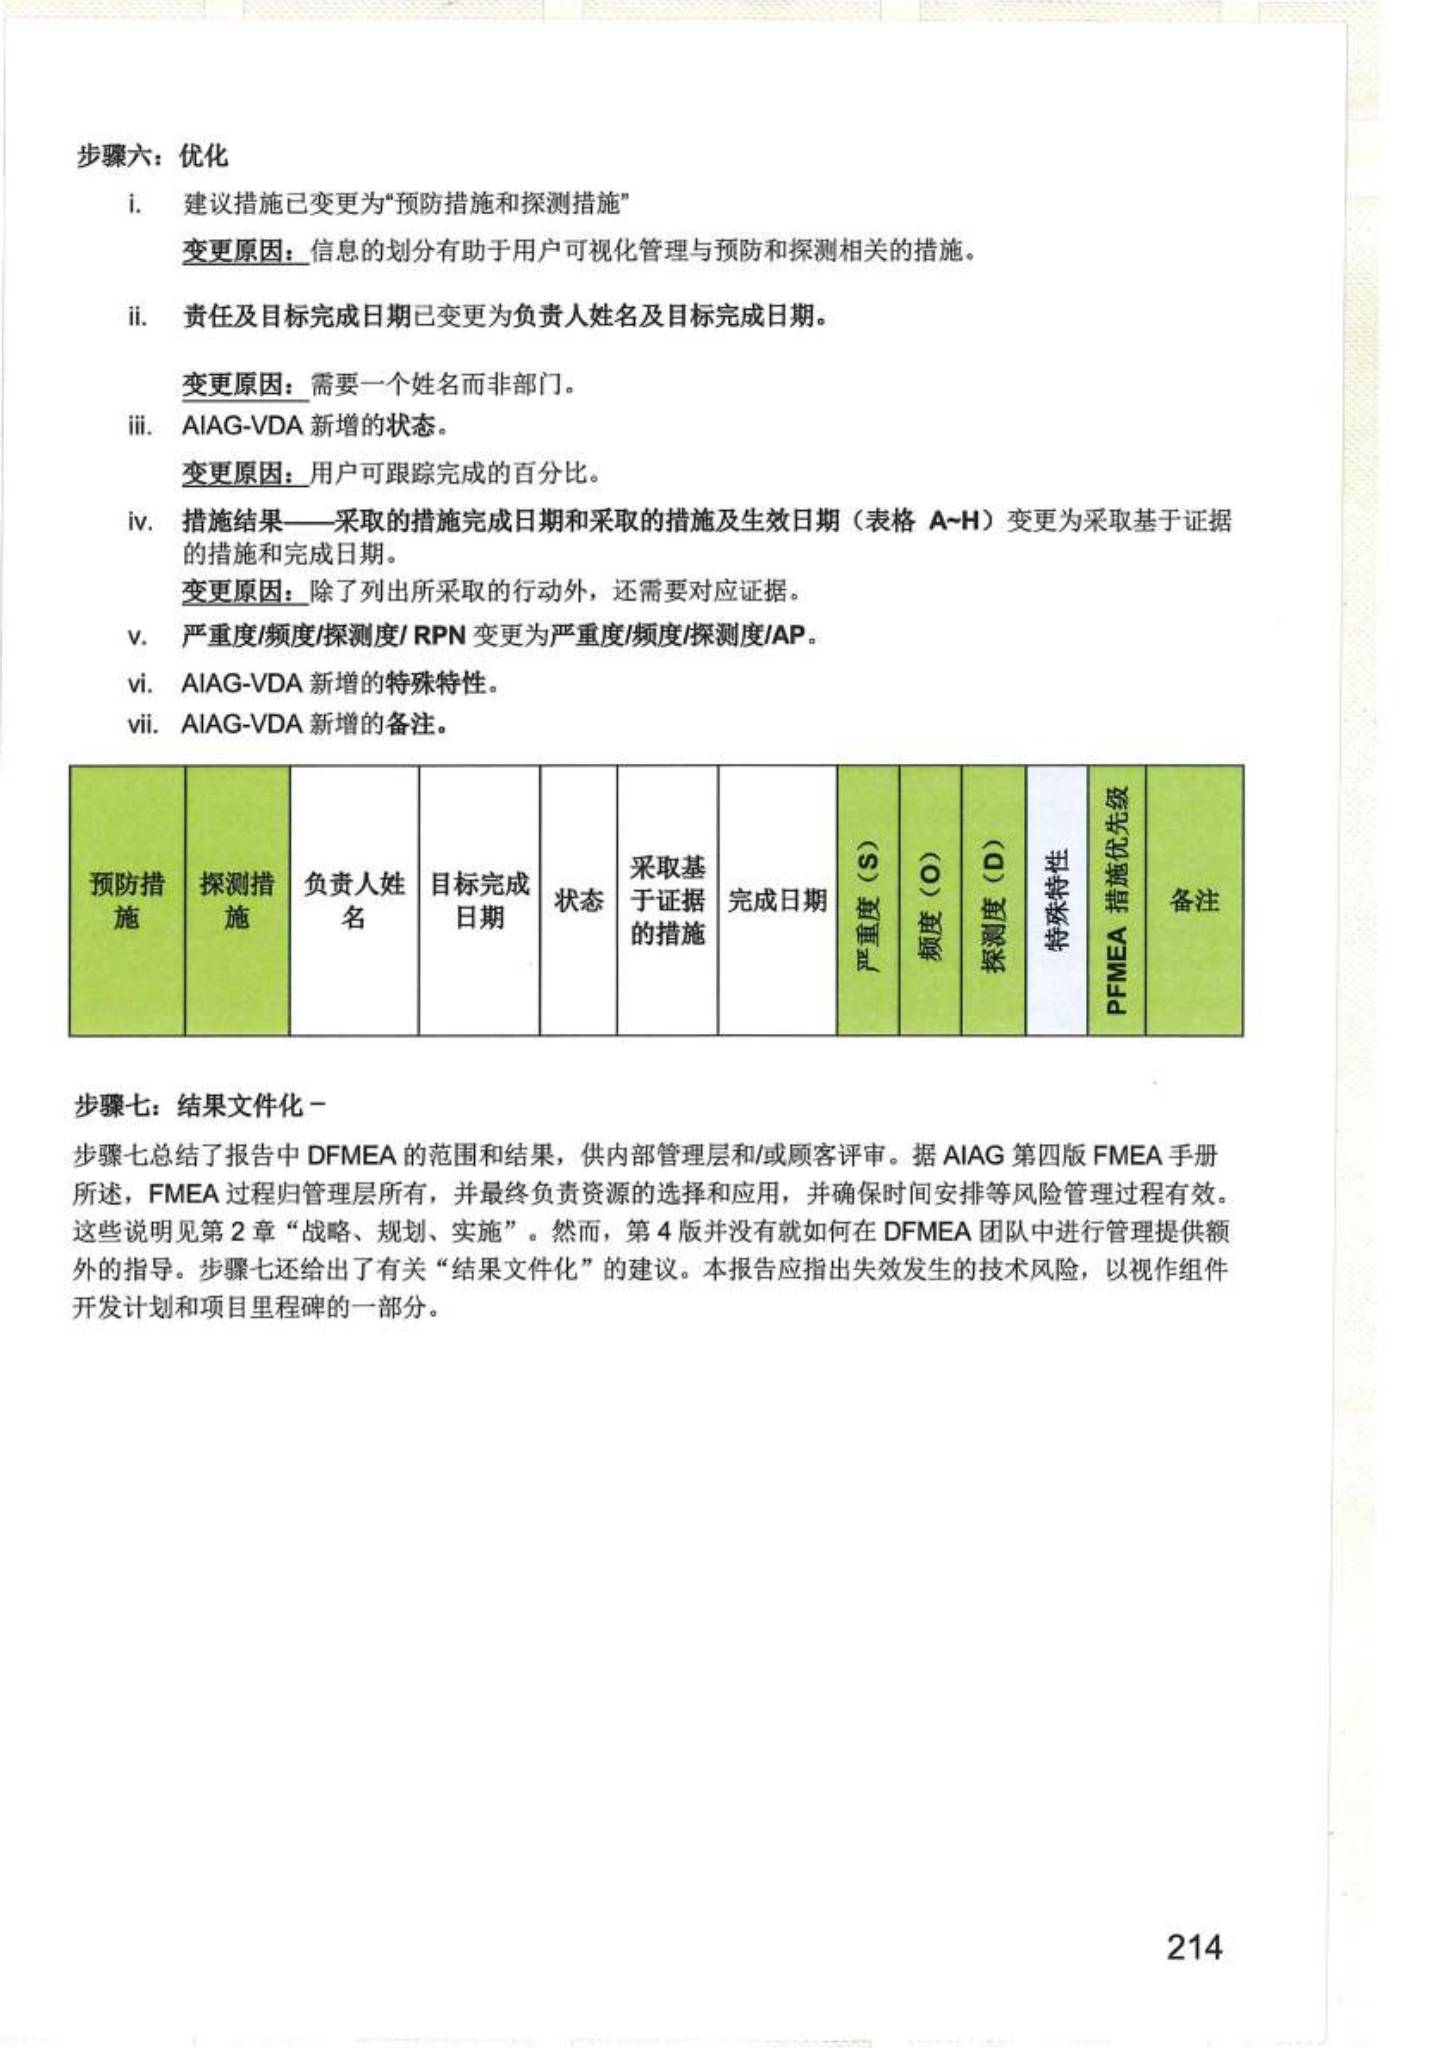 步骤六：优化
i. 建议措施已变更为“预防措施和探测措施”
变更原因：信息的划分有助于用户可视化管理与预防和探测相关的措施。
ii. 责任及目标完成日期已变更为负责人姓名及目标完成日期。
变更原因：需要一个姓名而非部门。
iii. AIAG-VDA 新增的状态。
变更原因：用户可跟踪完成的百分比。
iv. 措施结果——采取的措施完成日期和采取的措施及生效日期（表格 A~H）变更为采取基于证据
的措施和完成日期。
变更原因：除了列出所采取的行动外，还需要对应证据。
v. 严重度/频度/探测度/ RPN 变更为严重度/频度/探测度/AP。
vi. AIAG-VDA 新增的特殊特性。
vii. AIAG-VDA 新增的备注。
预防措
施
探测措
施
负责人姓
名
目标完成
日期
状态
采取基
于证据
的措施
完成日期
严重度（S）
频度（O）
探测度（D）
特殊特性
PFMEA 措施优先级
备注
步骤七：结果文件化 –
步骤七总结了报告中 DFMEA 的范围和结果，供内部管理层和/或顾客评审。据 AIAG 第四版 FMEA 手册
所述，FMEA 过程归管理层所有，并最终负责资源的选择和应用，并确保时间安排等风险管理过程有效。
这些说明见第 2 章“战略、规划、实施”。然而，第 4 版并没有就如何在 DFMEA 团队中进行管理提供额
外的指导。步骤七还给出了有关“结果文件化”的建议。本报告应指出失效发生的技术风险，以视作组件
开发计划和项目里程碑的一部分。
214